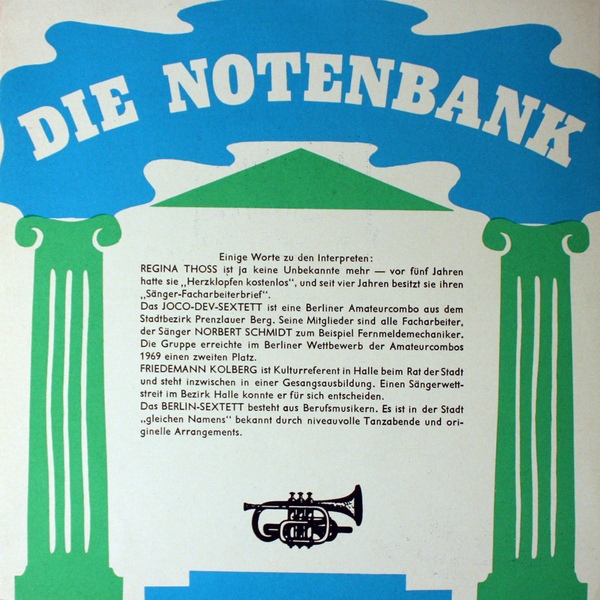 DIE NOTENBANK
Einige Worte zu den Interpreten:
REGINA THOSS ist ja keine Unbekannte mehr — vor fünf Jahren
hatte sie „Herzklopfen kostenlos“, und seit vier Jahren besitzt sie ihren
„Sänger-Facharbeiterbrief“.
Das JOCO-DEV-SEXTETT ist eine Berliner Amateurcombo aus dem
Stadtbezirk Prenzlauer Berg. Seine Mitglieder sind alle Facharbeiter,
der Sänger NORBERT SCHMIDT zum Beispiel Fernmeldemechaniker.
Die Gruppe erreichte im Berliner Wettbewerb der Amateurcombos
1969 einen zweiten Platz.
FRIEDEMANN KOLBERG ist Kulturreferent in Halle beim Rat der Stadt
und steht inzwischen in einer Gesangsausbildung. Einen Sängerwett-
streit im Bezirk Halle konnte er für sich entscheiden.
Das BERLIN-SEXTETT besteht aus Berufsmusikern. Es ist in der Stadt
„gleichen Namens“ bekannt durch niveauvolle Tanzabende und ori-
ginelle Arrangements.